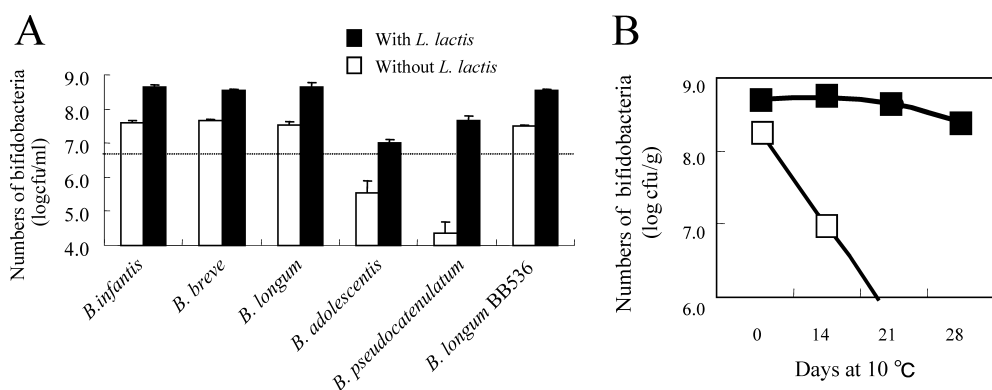 A
With L. lactis
Without L. lactis
Numbers of bifidobacteria
(logcfu/ml)
9.0
8.0
7.0
6.0
5.0
4.0
B.infantis
B. breve
B. longum
B. adolescentis
B. pseudocatenulatum
B. longum BB536
B
Numbers of bifidobacteria
(log cfu/g)
9.0
8.0
7.0
6.0
0 14 21 28
Days at 10 ℃